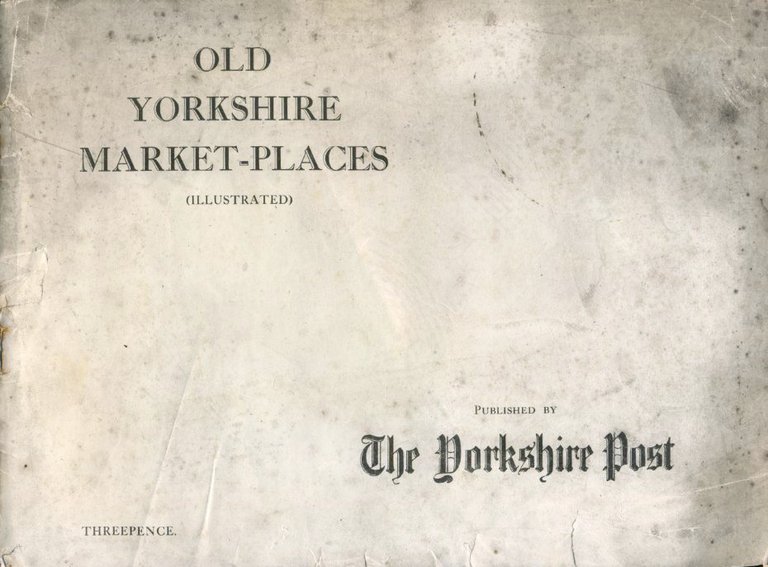 OLD
YORKSHIRE
MARKET-PLACES
(ILLUSTRATED)
PUBLISHED BY
The Yorkshire Post
THREEPENCE.